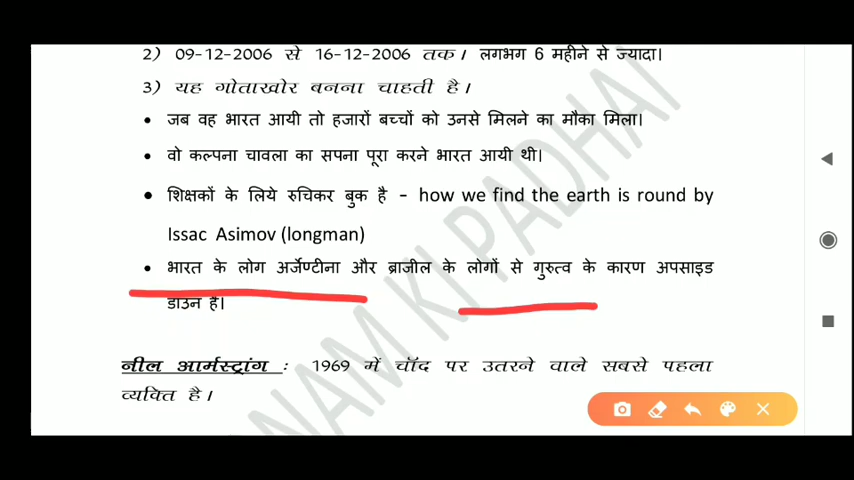 2) 09-12-2006 से 16-12-2006 तक। लगभग 6 महीने से ज्यादा।
3) यह गोताखोर बनना चाहती है।
• जब वह भारत आयी तो हजारों बच्चों को उनसे मिलने का मौका मिला।
• वो कल्पना चावला का सपना पूरा करने भारत आयी थी।
• शिक्षकों के लिये रुचिकर बुक है - how we find the earth is round by
Issac Asimov (longman)
• भारत के लोग अर्जेण्टीना और ब्राजील के लोगों से गुरुत्व के कारण अपसाइड
डाउन है।
नील आर्मस्ट्रांग : 1969 में चाँद पर उतरने वाले सबसे पहला
व्यक्ति है।
NAM KI PADHAI